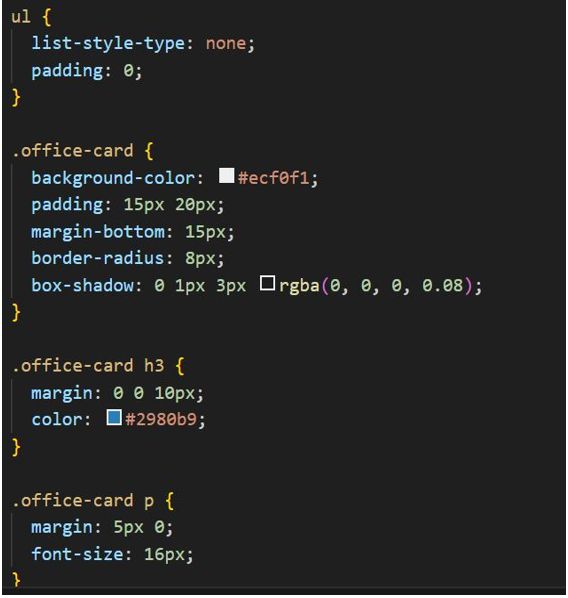 ul {
  list-style-type: none;
  padding: 0;
}

.office-card {
  background-color: #ecf0f1;
  padding: 15px 20px;
  margin-bottom: 15px;
  border-radius: 8px;
  box-shadow: 0 1px 3px rgba(0, 0, 0, 0.08);
}

.office-card h3 {
  margin: 0 0 10px;
  color: #2980b9;
}

.office-card p {
  margin: 5px 0;
  font-size: 16px;
}